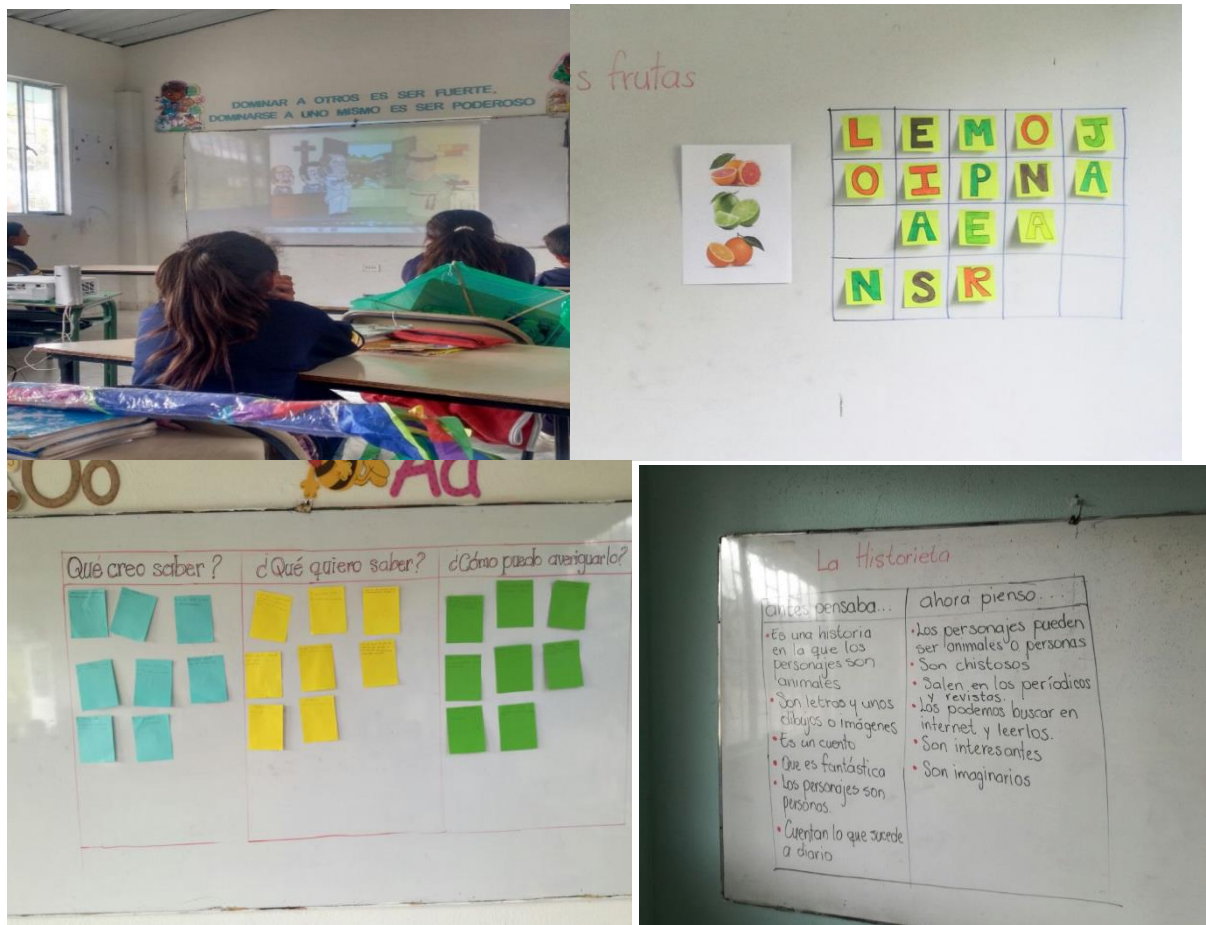 DOMINAR A OTROS ES SER FUERTE,
DOMINARSE A UNO MISMO ES SER PODEROSO
s frutas
L E M O J
O I P N A
A E A
N S R
Oo
Aa
Qué creo saber?
¿Qué quiero saber?
¿Cómo puedo averiguarlo?
La Historieta
antes pensaba...
• Es una historia
en la que los
personajes son
animales
• Son letras y unos
dibujos o imágenes
• Es un cuento
• Que es fantástica
• Los personajes son
personas.
• Cuentan lo que sucede
a diario
ahora pienso....
• Los personajes pueden
ser animales o personas
• Son chistosos
• Salen en los periódicos
y revistas.
• Los podemos buscar en
internet y leerlos.
• Son interesantes
• Son imaginarios